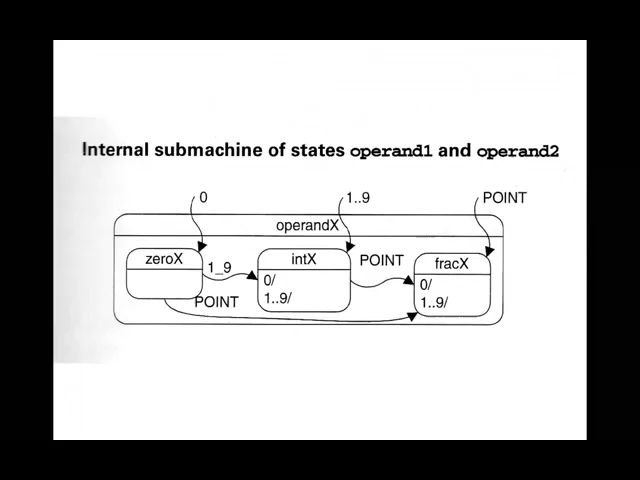 Internal submachine of states operand1 and operand2
0
1..9
POINT
operandX
zeroX
intX
fracX
1_9
POINT
0/
1..9/
0/
1..9/
POINT